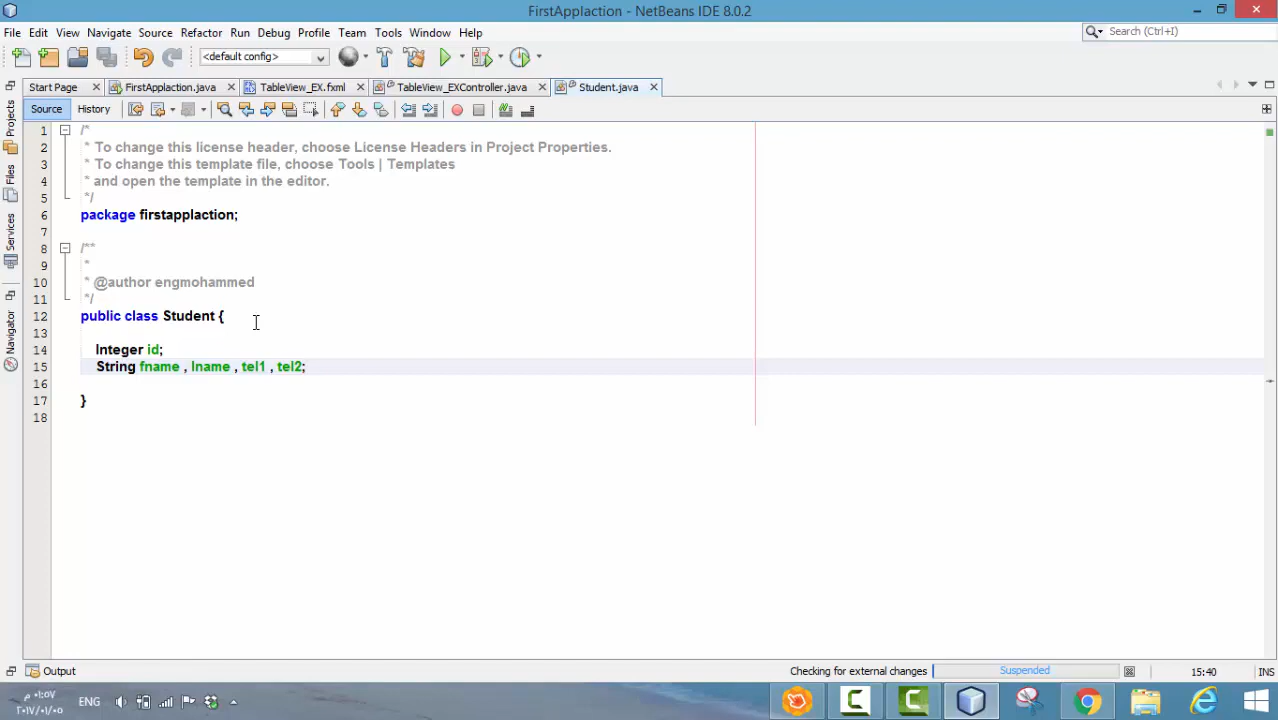 FirstApplaction - NetBeans IDE 8.0.2
File Edit View Navigate Source Refactor Run Debug Profile Team Tools Window Help
Search (Ctrl+I)
<default config>
Start Page
FirstApplaction.java
TableView_EX.fxml
TableView_EXController.java
Student.java
Source History
Projects
Files
Services
Navigator
1 /*
2 * To change this license header, choose License Headers in Project Properties.
3 * To change this template file, choose Tools | Templates
4 * and open the template in the editor.
5 */
6 package firstapplaction;
7
8 /**
9 *
10 * @author engmohammed
11 */
12 public class Student {
13
14 Integer id;
15 String fname , lname , tel1 , tel2;
16
17 }
18
Output
Checking for external changes
Suspended
15:40
INS
ENG